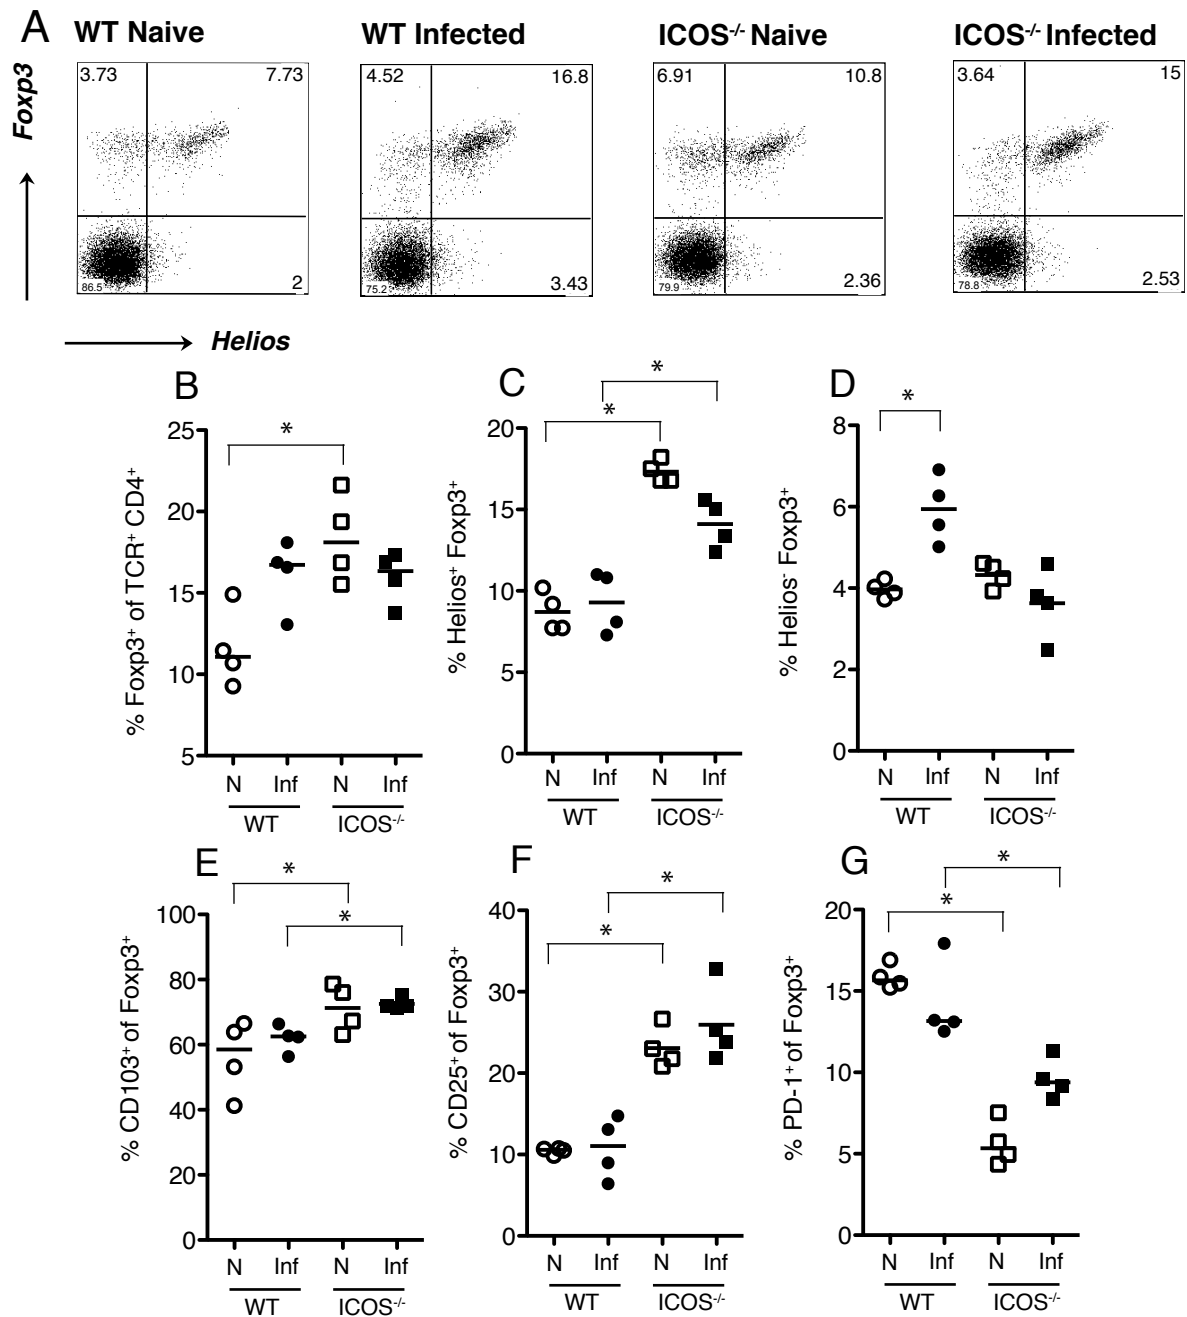 A
WT Naive
WT Infected
ICOS-/- Naive
ICOS-/- Infected
Foxp3
3.73
7.73
86.5
2
4.52
16.8
75.2
3.43
6.91
10.8
79.9
2.36
3.64
15
78.8
2.53
Helios
B
% Foxp3+ of TCR+ CD4+
25
20
15
10
5
*
N
Inf
N
Inf
WT
ICOS-/-
C
% Helios+ Foxp3+
20
15
10
5
0
*
*
N
Inf
N
Inf
WT
ICOS-/-
D
% Helios- Foxp3+
8
6
4
2
0
*
N
Inf
N
Inf
WT
ICOS-/-
E
% CD103+ of Foxp3+
100
80
60
40
20
0
*
*
N
Inf
N
Inf
WT
ICOS-/-
F
% CD25+ of Foxp3+
40
30
20
10
0
*
*
N
Inf
N
Inf
WT
ICOS-/-
G
% PD-1+ of Foxp3+
20
15
10
5
0
*
*
N
Inf
N
Inf
WT
ICOS-/-